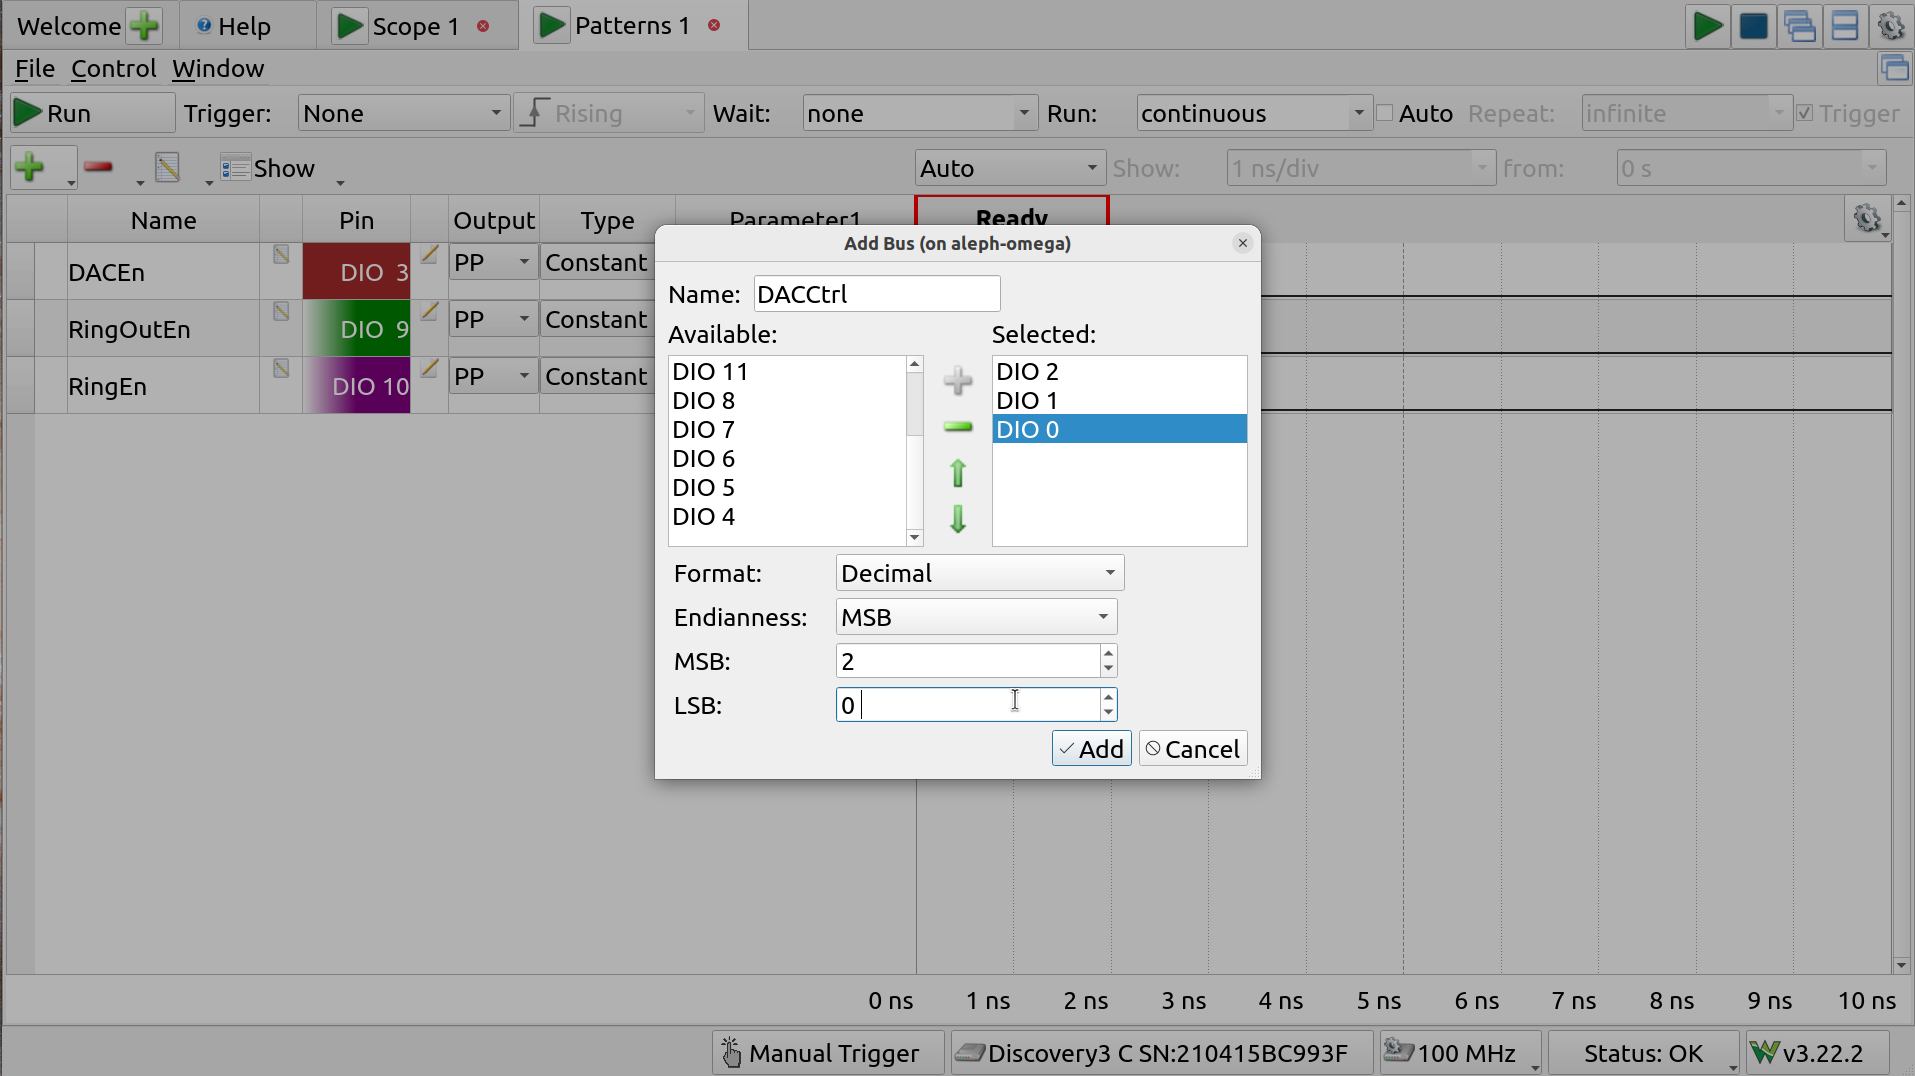 Welcome Help Scope 1 Patterns 1
File Control Window
Run Trigger: None Rising Wait: none Run: continuous Auto Repeat: infinite Trigger
Show Auto Show: 1 ns/div from: 0 s
Name Pin Output Type Parameter1 Ready
DACEn DIO 3 PP Constant
RingOutEn DIO 9 PP Constant
RingEn DIO 10 PP Constant
Add Bus (on aleph-omega)
Name: DACCtrl
Available: Selected:
DIO 11 DIO 2
DIO 8 DIO 1
DIO 7 DIO 0
DIO 6
DIO 5
DIO 4
Format: Decimal
Endianness: MSB
MSB: 2
LSB: 0
Add Cancel
0 ns 1 ns 2 ns 3 ns 4 ns 5 ns 6 ns 7 ns 8 ns 9 ns 10 ns
Manual Trigger Discovery3 C SN:210415BC993F 100 MHz Status: OK v3.22.2